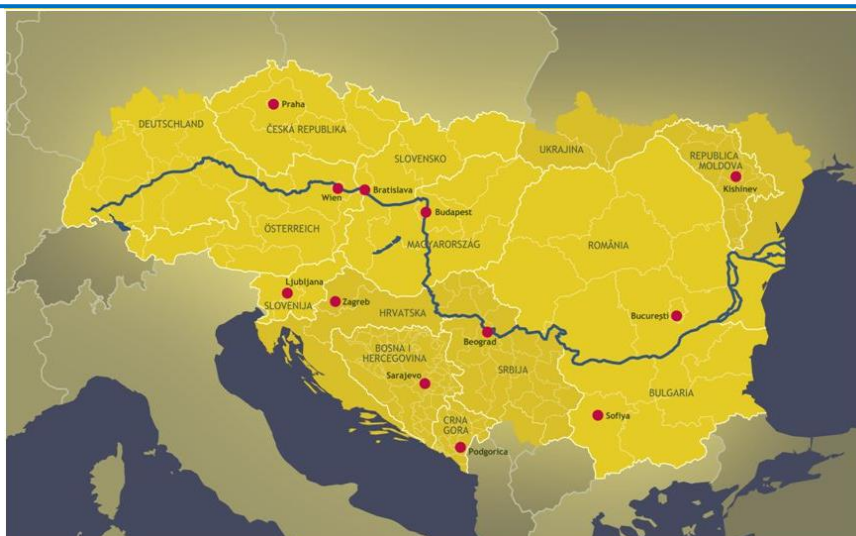 Praha
DEUTSCHLAND
ČESKÁ REPUBLIKA
SLOVENSKO
UKRAJINA
REPUBLICA
MOLDOVA
Kishinev
Wien
Bratislava
Budapest
ÖSTERREICH
MAGYARORSZÁG
ROMÂNIA
Ljubljana
SLOVENIJA
Zagreb
HRVATSKA
Beograd
București
BOSNA I
HERCEGOVINA
Sarajevo
SRBIJA
BULGARIA
CRNA
GORA
Sofiya
Podgorica